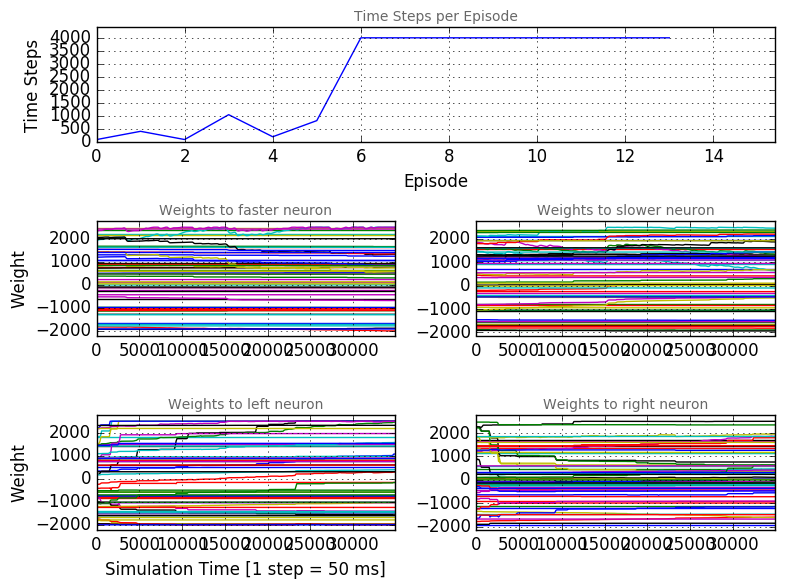 Time Steps per Episode
Time Steps
4000
3500
3000
2500
2000
1500
1000
500
0
0 2 4 6 8 10 12 14
Episode
Weights to faster neuron
Weight
2000
1000
0
−1000
−2000
0 5000 10000 15000 20000 25000 30000
Weights to slower neuron
2000
1000
0
−1000
−2000
0 5000 10000 15000 20000 25000 30000
Weights to left neuron
Weight
2000
1000
0
−1000
−2000
0 5000 10000 15000 20000 25000 30000
Simulation Time [1 step = 50 ms]
Weights to right neuron
2000
1000
0
−1000
−2000
0 5000 10000 15000 20000 25000 30000